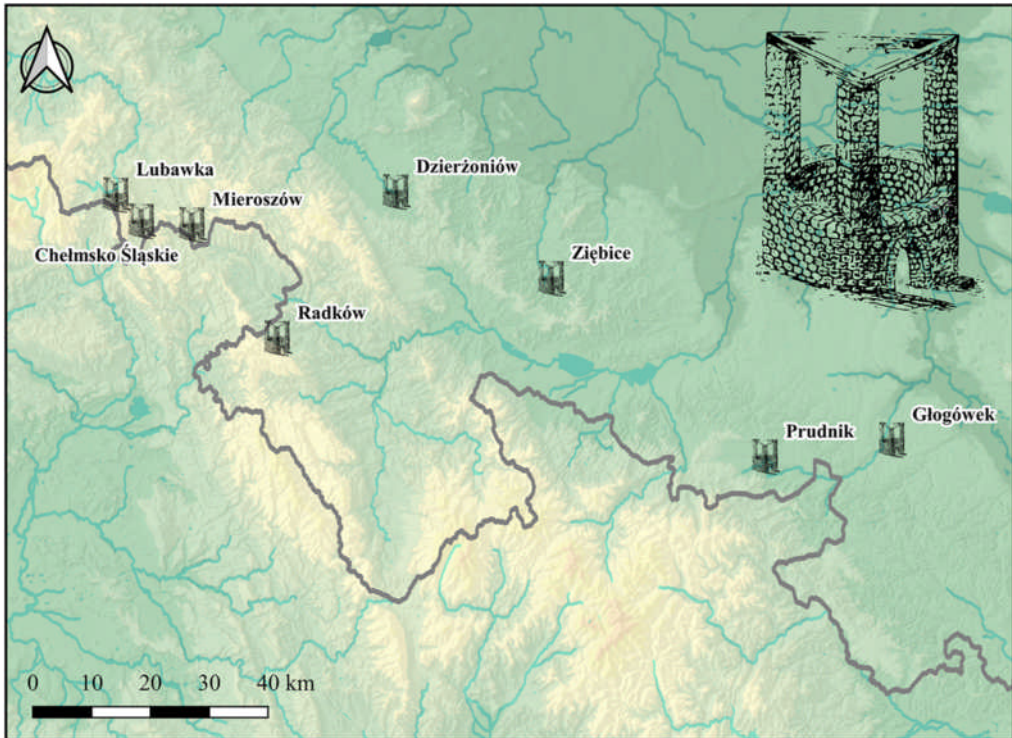 Lubawka
Dzierżoniów
Mieroszów
Chełmsko Śląskie
Ziębice
Radków
Głogówek
Prudnik
0 10 20 30 40 km